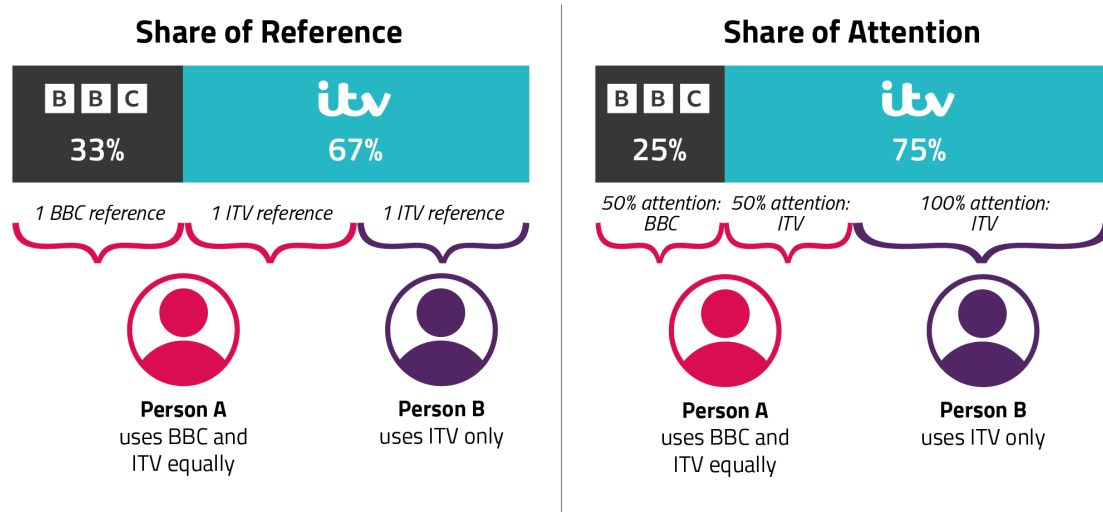 Share of Reference
BBC
itv
33%
67%
1 BBC reference
1 ITV reference
1 ITV reference
Person A
uses BBC and
ITV equally
Person B
uses ITV only
Share of Attention
BBC
itv
25%
75%
50% attention:
BBC
50% attention:
ITV
100% attention:
ITV
Person A
uses BBC and
ITV equally
Person B
uses ITV only